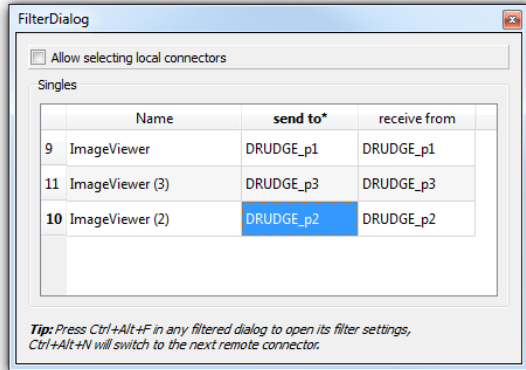 FilterDialog
Allow selecting local connectors
Singles
Name send to* receive from
9 ImageViewer DRUDGE_p1 DRUDGE_p1
11 ImageViewer (3) DRUDGE_p3 DRUDGE_p3
10 ImageViewer (2) DRUDGE_p2 DRUDGE_p2
Tip: Press Ctrl+Alt+F in any filtered dialog to open its filter settings,
Ctrl+Alt+N will switch to the next remote connector.